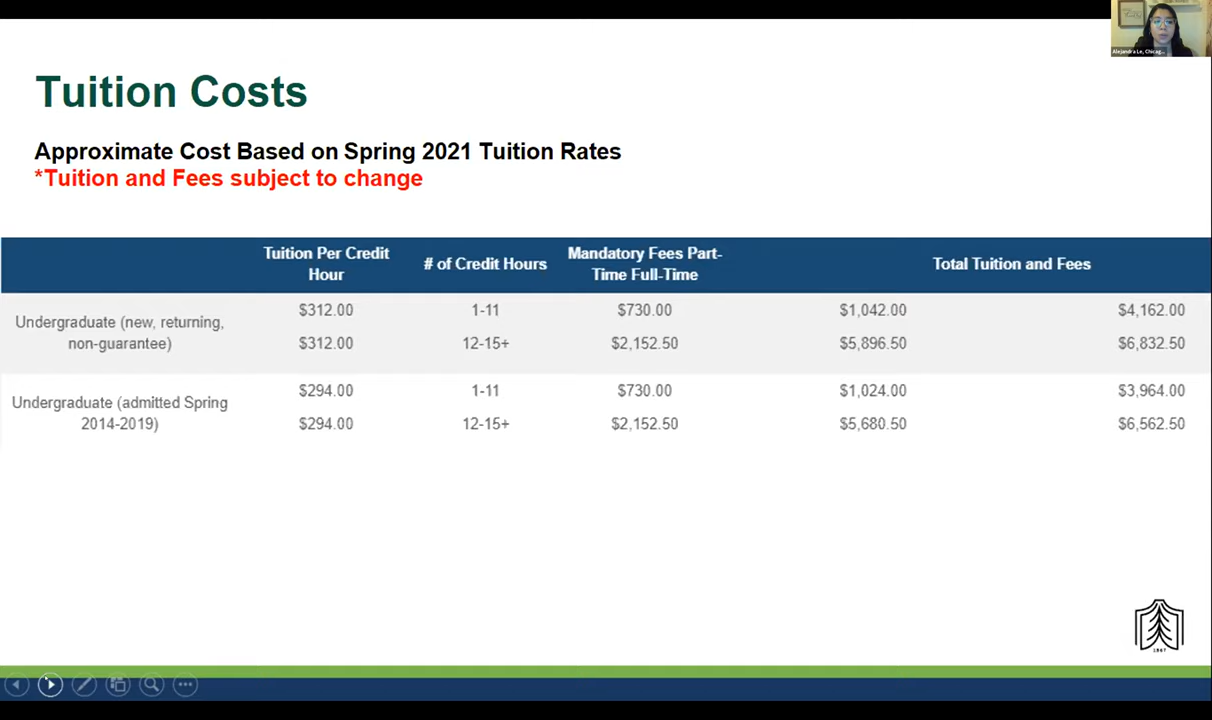 Alejandra Le, Chicag...
Tuition Costs
Approximate Cost Based on Spring 2021 Tuition Rates
*Tuition and Fees subject to change
Tuition Per Credit Hour # of Credit Hours Mandatory Fees Part-Time Full-Time Total Tuition and Fees
Undergraduate (new, returning, non-guarantee)
$312.00 1-11 $730.00 $1,042.00 $4,162.00
$312.00 12-15+ $2,152.50 $5,896.50 $6,832.50
Undergraduate (admitted Spring 2014-2019)
$294.00 1-11 $730.00 $1,024.00 $3,964.00
$294.00 12-15+ $2,152.50 $5,680.50 $6,562.50
1867